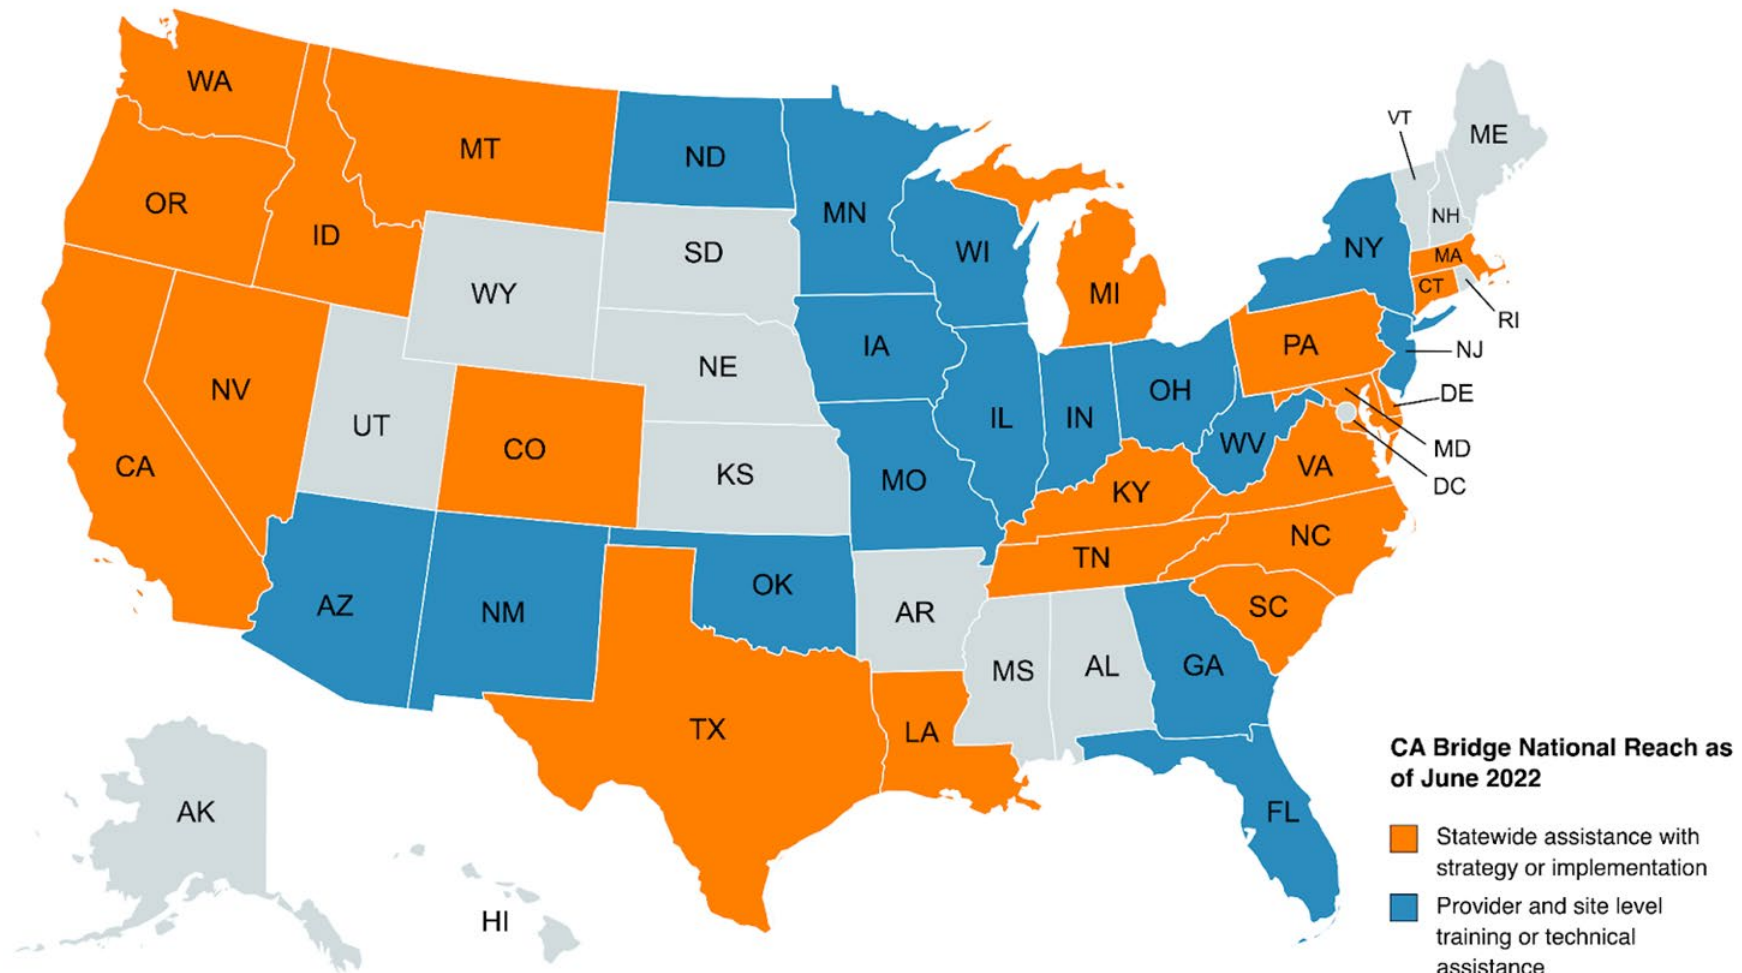 WA
MT
ND
MN
VT
ME
OR
ID
WY
SD
WI
MI
NY
NH
MA
CT
RI
NV
UT
CO
NE
IA
IL
IN
OH
PA
NJ
DE
MD
DC
CA
KS
MO
WV
VA
KY
TN
NC
AZ
NM
OK
AR
SC
MS
AL
GA
TX
LA
FL
AK
HI
CA Bridge National Reach as
of June 2022
Statewide assistance with
strategy or implementation
Provider and site level
training or technical
assistance